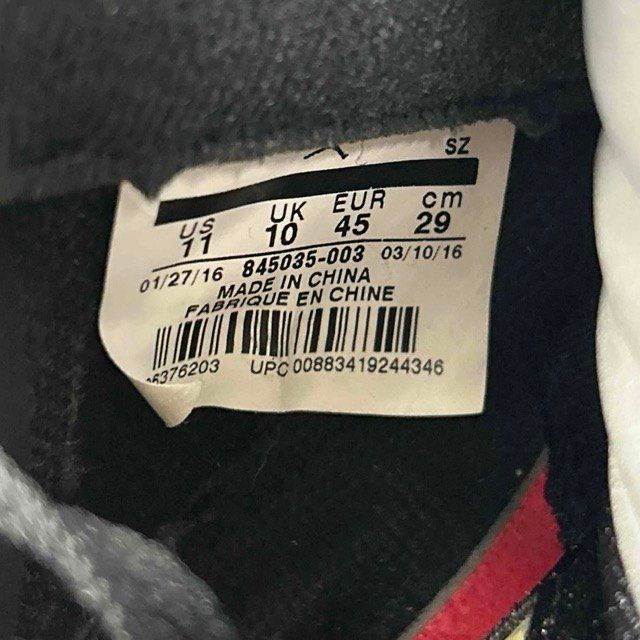 SZ
US UK EUR cm
11 10 45 29
01/27/16 845035-003 03/10/16
MADE IN CHINA
FABRIQUE EN CHINE
UPC 00883419244346